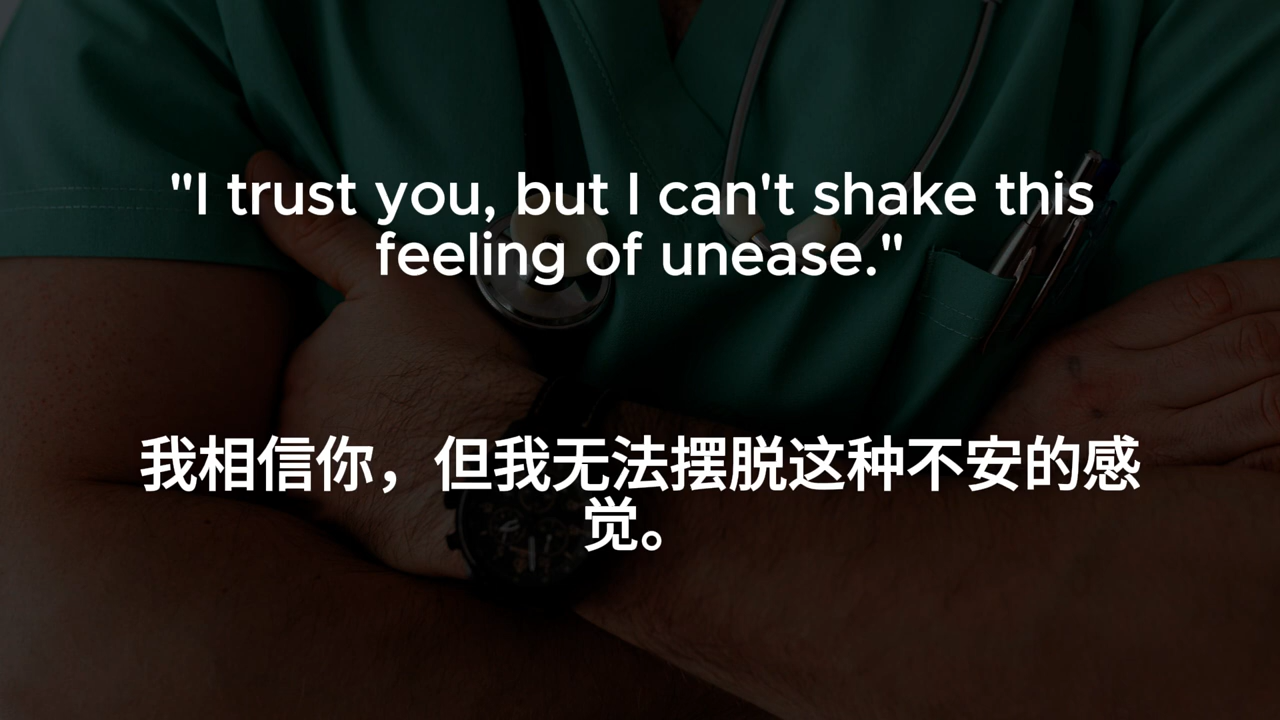 "I trust you, but I can't shake this
feeling of unease."
我相信你，但我无法摆脱这种不安的感
觉。